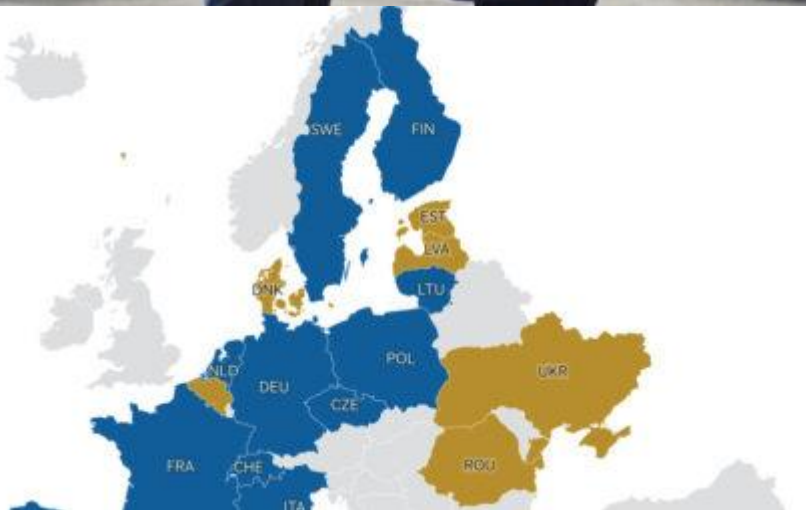 SWE
FIN
EST
LVA
DNK
LTU
NLD
POL
UKR
DEU
CZE
FRA
CHE
ROU
ITA